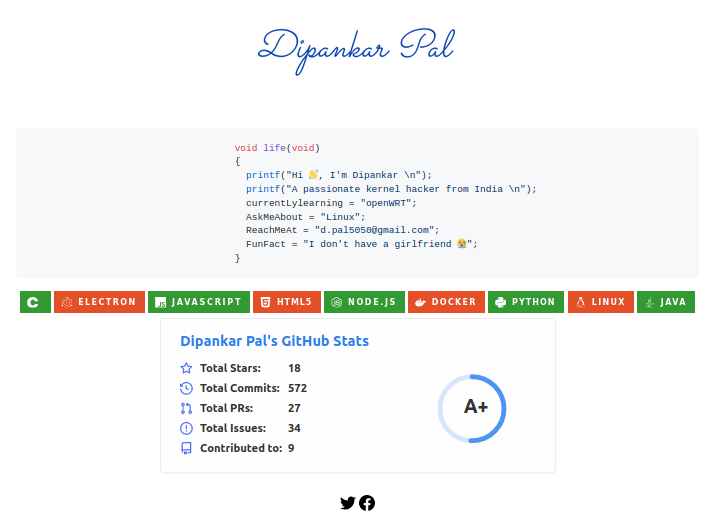 Dipankar Pal
void life(void)
{
printf("Hi 👋, I'm Dipankar \n");
printf("A passionate kernel hacker from India \n");
currentLylearning = "openWRT";
AskMeAbout = "Linux";
ReachMeAt = "d.pal5050@gmail.com";
FunFact = "I don't have a girlfriend 😭";
}
C ELECTRON JAVASCRIPT HTML5 NODE.JS DOCKER PYTHON LINUX JAVA
Dipankar Pal's GitHub Stats
Total Stars: 18
Total Commits: 572
Total PRs: 27
Total Issues: 34
Contributed to: 9
A+